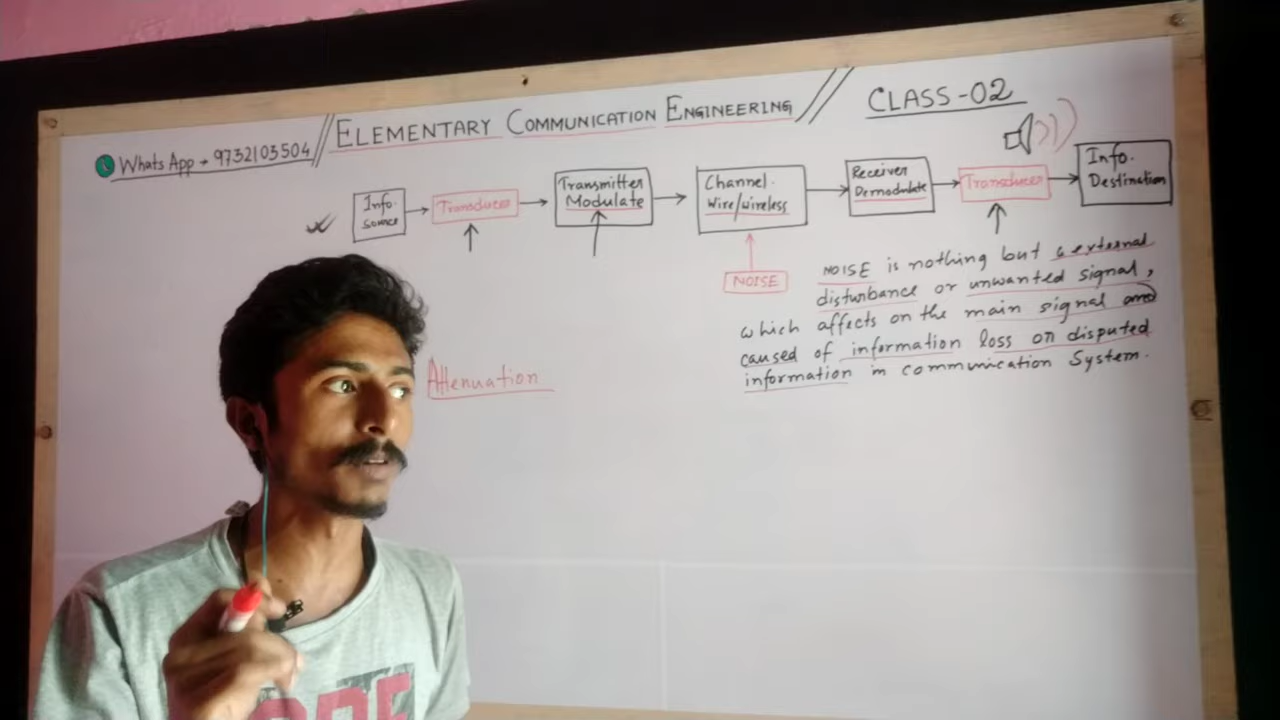 WhatsApp → 9732103504 // ELEMENTARY COMMUNICATION ENGINEERING // CLASS-02
Info. source
Transducer
Transmitter Modulate
Channel. Wire/wireless
Receiver Demodulate
Transducer
Info. Destination
NOISE
NOISE is nothing but a external
disturbance or unwanted signal,
which affects on the main signal and
caused of information loss or disputed
information in communication System.
Attenuation